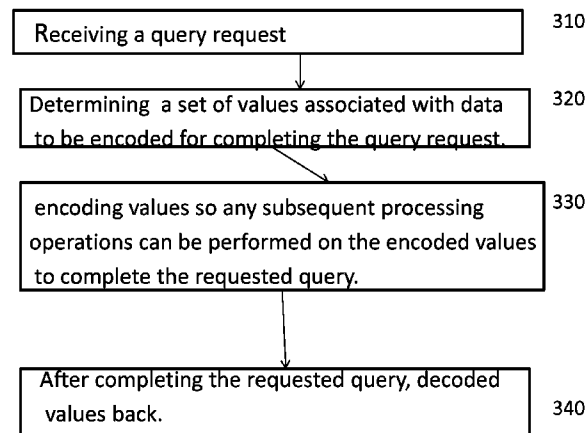 Receiving a query request
310
Determining a set of values associated with data
to be encoded for completing the query request.
320
encoding values so any subsequent processing
operations can be performed on the encoded values
to complete the requested query.
330
After completing the requested query, decoded
values back.
340